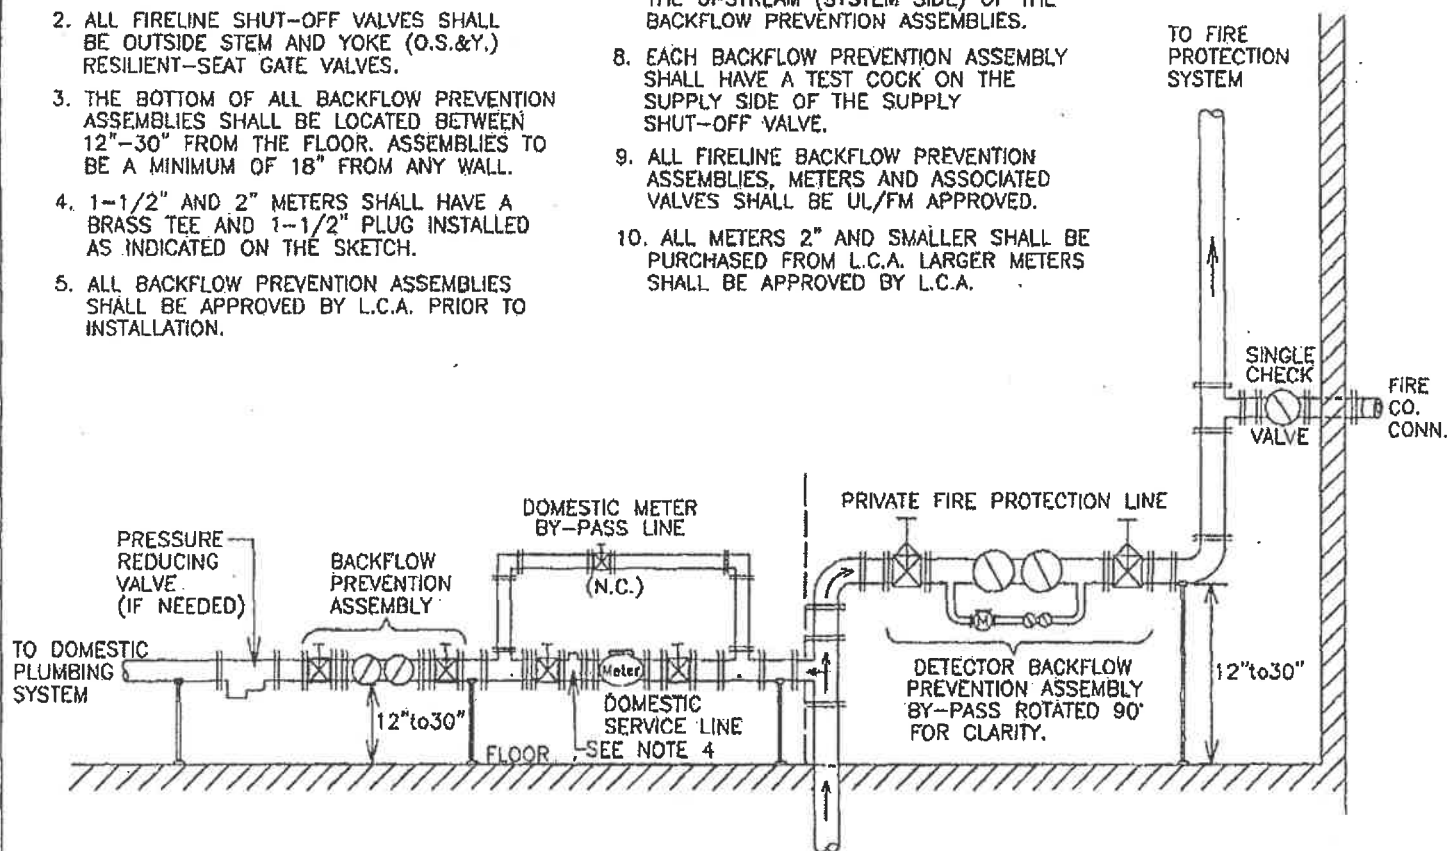 2. ALL FIRELINE SHUT-OFF VALVES SHALL
BE OUTSIDE STEM AND YOKE (O.S.&Y.)
RESILIENT-SEAT GATE VALVES.
3. THE BOTTOM OF ALL BACKFLOW PREVENTION
ASSEMBLIES SHALL BE LOCATED BETWEEN
12"-30" FROM THE FLOOR. ASSEMBLIES TO
BE A MINIMUM OF 18" FROM ANY WALL.
4. 1-1/2" AND 2" METERS SHALL HAVE A
BRASS TEE AND 1-1/2" PLUG INSTALLED
AS INDICATED ON THE SKETCH.
5. ALL BACKFLOW PREVENTION ASSEMBLIES
SHALL BE APPROVED BY L.C.A. PRIOR TO
INSTALLATION.
THE UPSTREAM (SYSTEM SIDE) OF THE
BACKFLOW PREVENTION ASSEMBLIES.
8. EACH BACKFLOW PREVENTION ASSEMBLY
SHALL HAVE A TEST COCK ON THE
SUPPLY SIDE OF THE SUPPLY
SHUT-OFF VALVE.
9. ALL FIRELINE BACKFLOW PREVENTION
ASSEMBLIES, METERS AND ASSOCIATED
VALVES SHALL BE UL/FM APPROVED.
10. ALL METERS 2" AND SMALLER SHALL BE
PURCHASED FROM L.C.A. LARGER METERS
SHALL BE APPROVED BY L.C.A.
TO FIRE
PROTECTION
SYSTEM
SINGLE
CHECK
VALVE
FIRE
CO.
CONN.
PRIVATE FIRE PROTECTION LINE
DOMESTIC METER
BY-PASS LINE
(N.C.)
PRESSURE
REDUCING
VALVE
(IF NEEDED)
BACKFLOW
PREVENTION
ASSEMBLY
TO DOMESTIC
PLUMBING
SYSTEM
Meter
M
12"to30"
DOMESTIC
SERVICE LINE
SEE NOTE 4
FLOOR
DETECTOR BACKFLOW
PREVENTION ASSEMBLY
BY-PASS ROTATED 90°
FOR CLARITY.
12"to30"